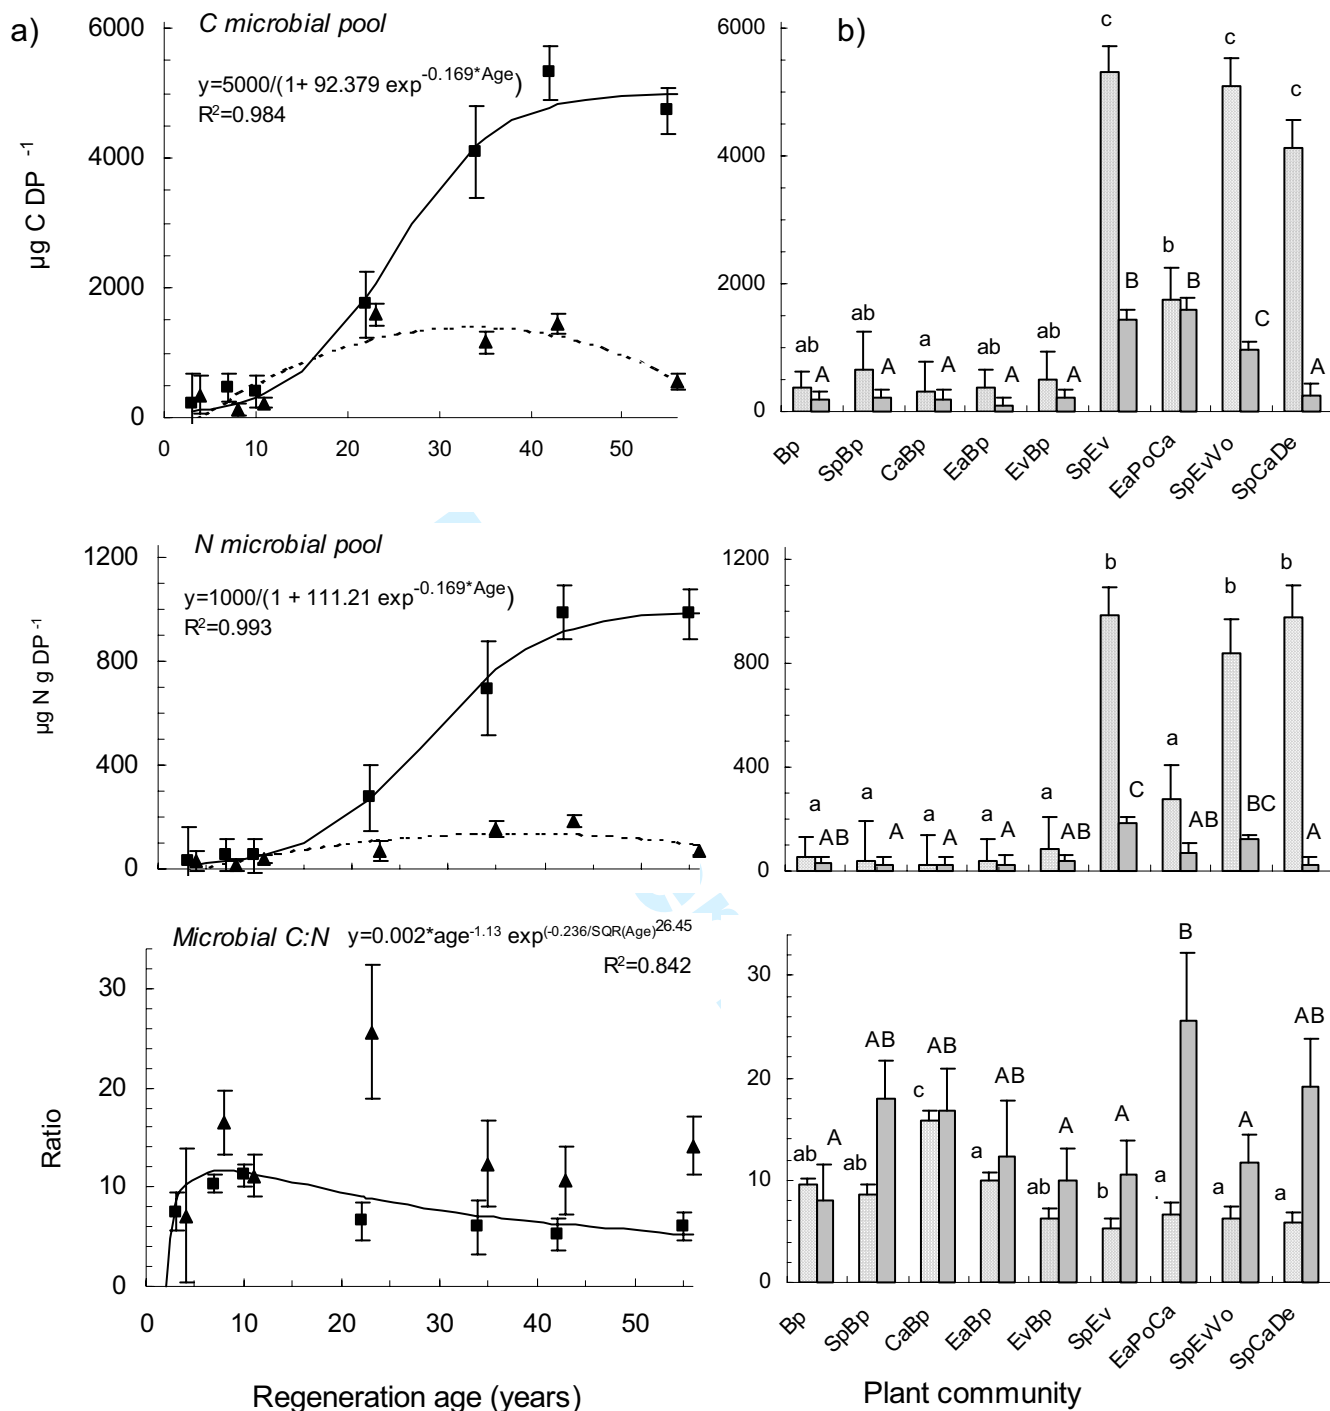 a)
C microbial pool
y=5000/(1+ 92.379 exp-0.169*Age)
R2=0.984
µg C DP -1
6000
4000
2000
0
0 10 20 30 40 50
b)
6000
4000
2000
0
ab A ab A a A ab A ab A c B b B c C c A
Bp SpBp CaBp EaBp EvBp SpEv EaPoCa SpEvVo SpCaDe
N microbial pool
y=1000/(1 + 111.21 exp-0.169*Age)
R2=0.993
µg N g DP -1
1200
800
400
0
1200
800
400
0
a AB a A a A a A a AB b C a AB b BC b A
Microbial C:N
y=0.002*age-1.13 exp(-0.236/SQR(Age)26.45
R2=0.842
Ratio
30
20
10
0
0 10 20 30 40 50
Regeneration age (years)
30
20
10
0
ab A ab AB c AB a AB ab A b A a B a A a AB
Bp SpBp CaBp EaBp EvBp SpEv EaPoCa SpEvVo SpCaDe
Plant community